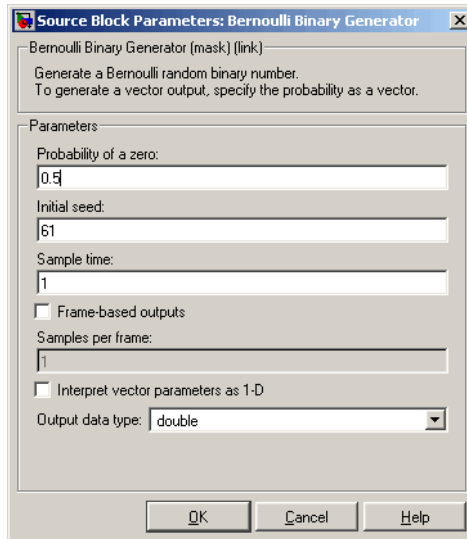 Source Block Parameters: Bernoulli Binary Generator
Bernoulli Binary Generator (mask) (link)
Generate a Bernoulli random binary number.
To generate a vector output, specify the probability as a vector.
Parameters
Probability of a zero:
0.5
Initial seed:
61
Sample time:
1
Frame-based outputs
Samples per frame:
1
Interpret vector parameters as 1-D
Output data type: double
OK Cancel Help